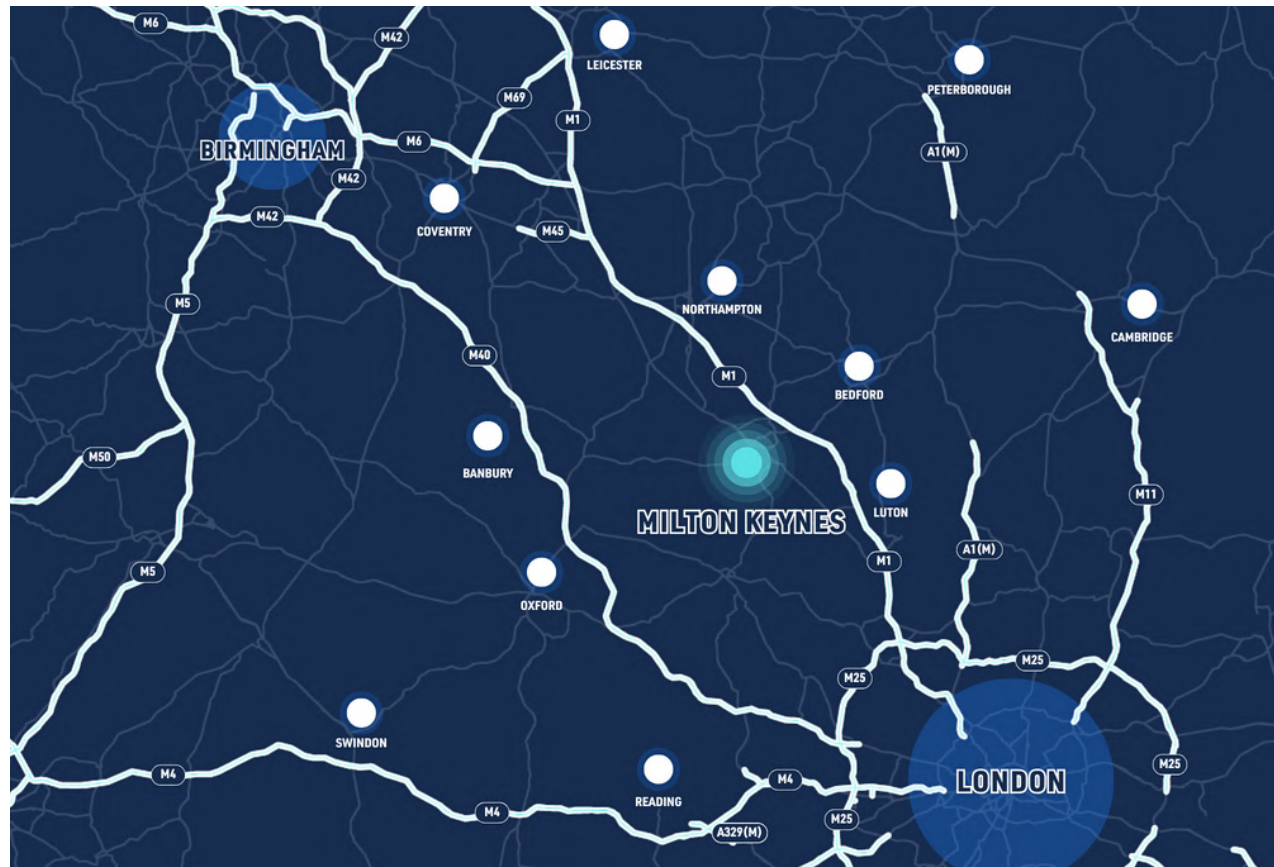 M6
M42
LEICESTER
PETERBOROUGH
M69
M1
BIRMINGHAM
M6
A1(M)
M42
M42
COVENTRY
M45
M5
NORTHAMPTON
CAMBRIDGE
M40
M1
BEDFORD
M50
BANBURY
M11
MILTON KEYNES
LUTON
A1(M)
M1
M5
OXFORD
M25
M25
SWINDON
M25
M4
READING
M4
LONDON
M4
M25
A329(M)